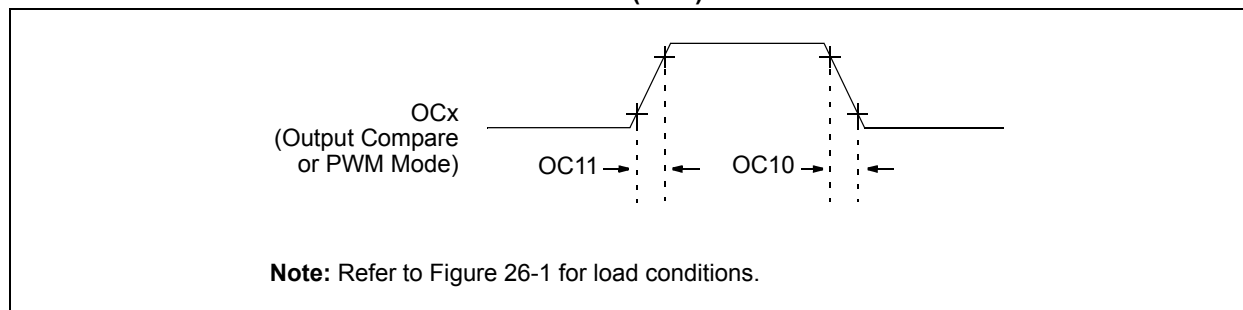 OCx
(Output Compare
or PWM Mode)
OC11
OC10
Note: Refer to Figure 26-1 for load conditions.